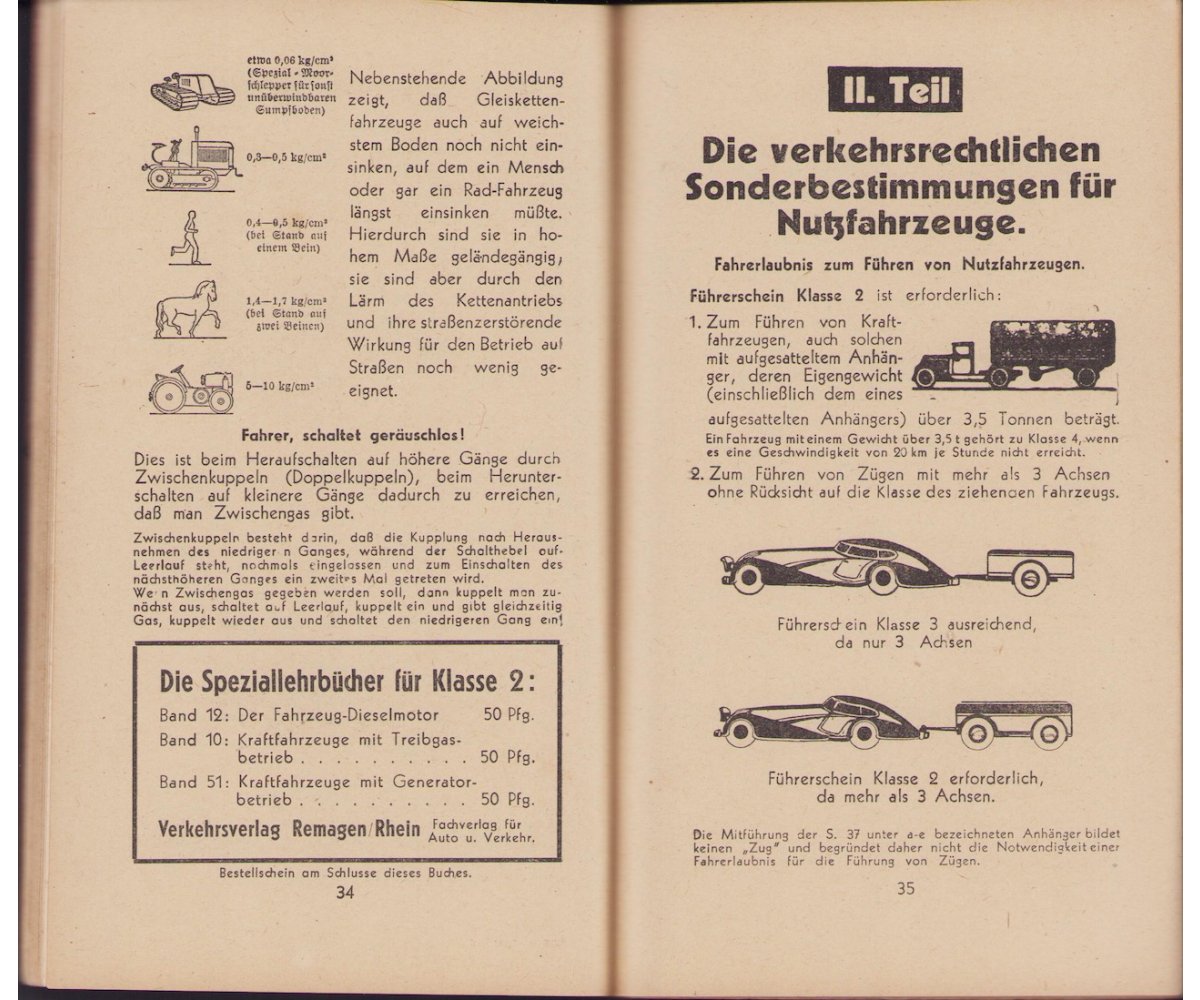 etwa 0,06 kg/cm²
(Spezial-Moor-
schlepper für sonst
unüberwindbaren
Sumpfboden)
0,3—0,5 kg/cm²
0,4—0,5 kg/cm²
(bei Stand auf
einem Bein)
1,4—1,7 kg/cm²
(bei Stand auf
zwei Beinen)
5—10 kg/cm²
Nebenstehende Abbildung
zeigt, daß Gleisketten-
fahrzeuge auch auf weich-
stem Boden noch nicht ein-
sinken, auf dem ein Mensch
oder gar ein Rad-Fahrzeug
längst einsinken müßte.
Hierdurch sind sie in ho-
hem Maße geländegängig,
sie sind aber durch den
Lärm des Kettenantriebs
und ihre straßenzerstörende
Wirkung für den Betrieb auf
Straßen noch wenig ge-
eignet.
Fahrer, schaltet geräuschlos!
Dies ist beim Heraufschalten auf höhere Gänge durch
Zwischenkuppeln (Doppelkuppeln), beim Herunter-
schalten auf kleinere Gänge dadurch zu erreichen,
daß man Zwischengas gibt.
Zwischenkuppeln besteht darin, daß die Kupplung nach Heraus-
nehmen des niedrigeren Ganges, während der Schalthebel auf
Leerlauf steht, nochmals eingelassen und zum Einschalten des
nächsthöheren Ganges ein zweites Mal getreten wird.
Wenn Zwischengas gegeben werden soll, dann kuppelt man zu-
nächst aus, schaltet auf Leerlauf, kuppelt ein und gibt gleichzeitig
Gas, kuppelt wieder aus und schaltet den niedrigeren Gang ein!
Die Speziallehrbücher für Klasse 2:
Band 12: Der Fahrzeug-Dieselmotor 50 Pfg.
Band 10: Kraftfahrzeuge mit Treibgas-
betrieb . . . . . . . . . . 50 Pfg.
Band 51: Kraftfahrzeuge mit Generator-
betrieb . . . . . . . . . . 50 Pfg.
Verkehrsverlag Remagen/Rhein Fachverlag für
Auto u. Verkehr.
Bestellschein am Schlusse dieses Buches.
34
II. Teil
Die verkehrsrechtlichen
Sonderbestimmungen für
Nutzfahrzeuge.
Fahrerlaubnis zum Führen von Nutzfahrzeugen.
Führerschein Klasse 2 ist erforderlich:
1. Zum Führen von Kraft-
fahrzeugen, auch solchen
mit aufgesatteltem Anhän-
ger, deren Eigengewicht
(einschließlich dem eines
aufgesattelten Anhängers) über 3,5 Tonnen beträgt.
Ein Fahrzeug mit einem Gewicht über 3,5 t gehört zu Klasse 4, wenn
es eine Geschwindigkeit von 20 km je Stunde nicht erreicht.
2. Zum Führen von Zügen mit mehr als 3 Achsen
ohne Rücksicht auf die Klasse des ziehenden Fahrzeugs.
Führerschein Klasse 3 ausreichend,
da nur 3 Achsen
Führerschein Klasse 2 erforderlich,
da mehr als 3 Achsen.
Die Mitführung der S. 37 unter a-e bezeichneten Anhänger bildet
keinen „Zug" und begründet daher nicht die Notwendigkeit einer
Fahrerlaubnis für die Führung von Zügen.
35